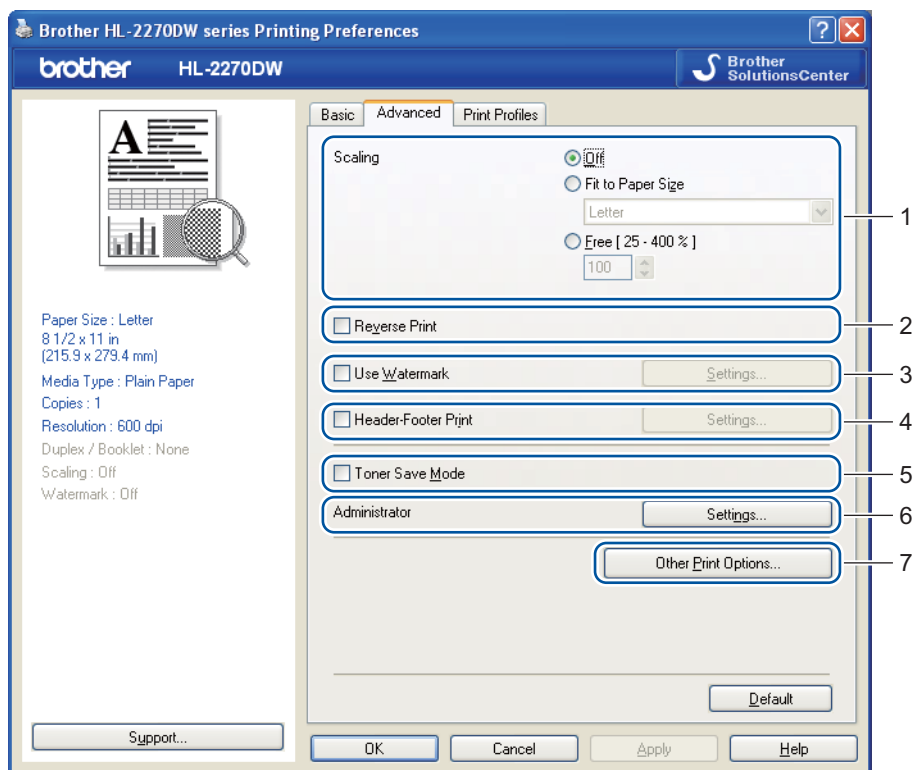 Brother HL-2270DW series Printing Preferences
brother HL-2270DW
Brother
SolutionsCenter
A
Paper Size : Letter
8 1/2 x 11 in
(215.9 x 279.4 mm)
Media Type : Plain Paper
Copies : 1
Resolution : 600 dpi
Duplex / Booklet : None
Scaling : Off
Watermark : Off
Support...
Basic Advanced Print Profiles
Scaling
Off
Fit to Paper Size
Letter
Free [ 25 - 400 % ]
100
1
Reverse Print
2
Use Watermark Settings...
3
Header-Footer Print Settings...
4
Toner Save Mode
5
Administrator Settings...
6
Other Print Options...
7
Default
OK Cancel Apply Help